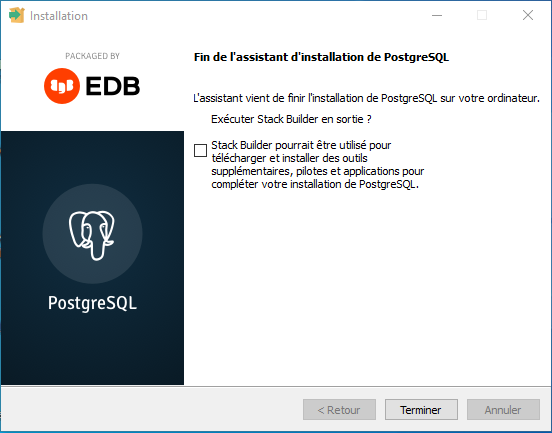 Installation
PACKAGED BY
EDB
PostgreSQL
Fin de l'assistant d'installation de PostgreSQL
L'assistant vient de finir l'installation de PostgreSQL sur votre ordinateur.
Exécuter Stack Builder en sortie ?
Stack Builder pourrait être utilisé pour
télécharger et installer des outils
supplémentaires, pilotes et applications pour
compléter votre installation de PostgreSQL.
< Retour
Terminer
Annuler